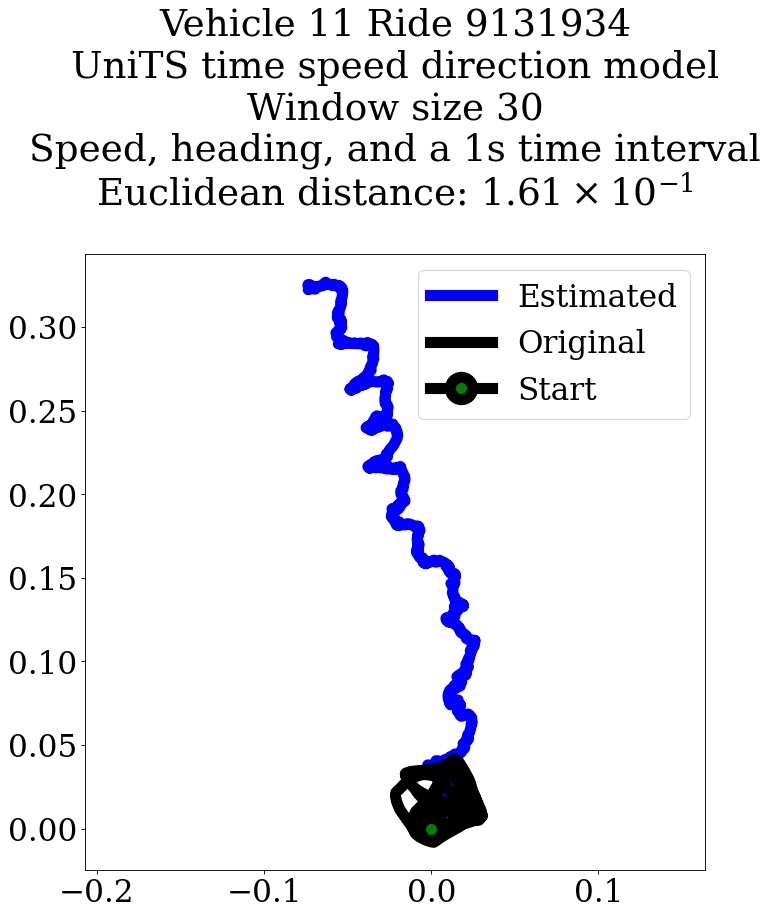 Vehicle 11 Ride 9131934
UniTS time speed direction model
Window size 30
Speed, heading, and a 1s time interval
Euclidean distance: 1.61 × 10⁻¹
Estimated
Original
Start
0.30
0.25
0.20
0.15
0.10
0.05
0.00
−0.2 −0.1 0.0 0.1